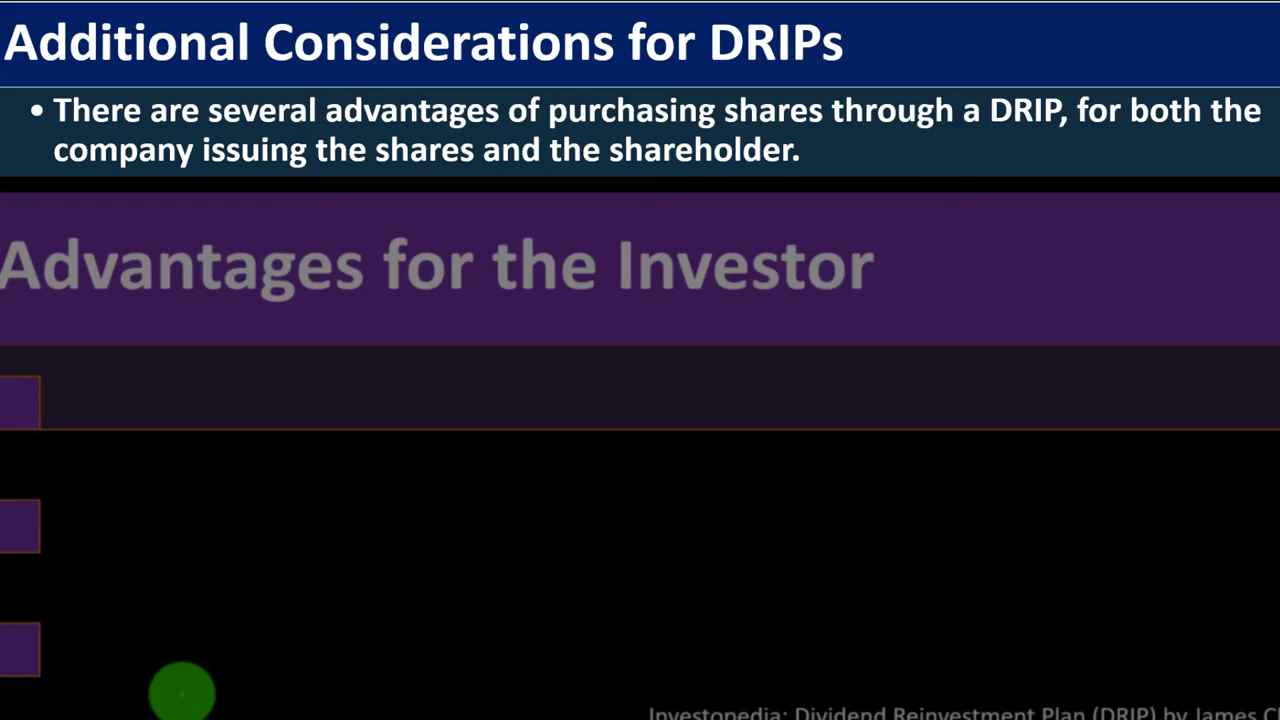 Additional Considerations for DRIPs
• There are several advantages of purchasing shares through a DRIP, for both the
company issuing the shares and the shareholder.
Advantages for the Investor
Investopedia: Dividend Reinvestment Plan (DRIP) by James